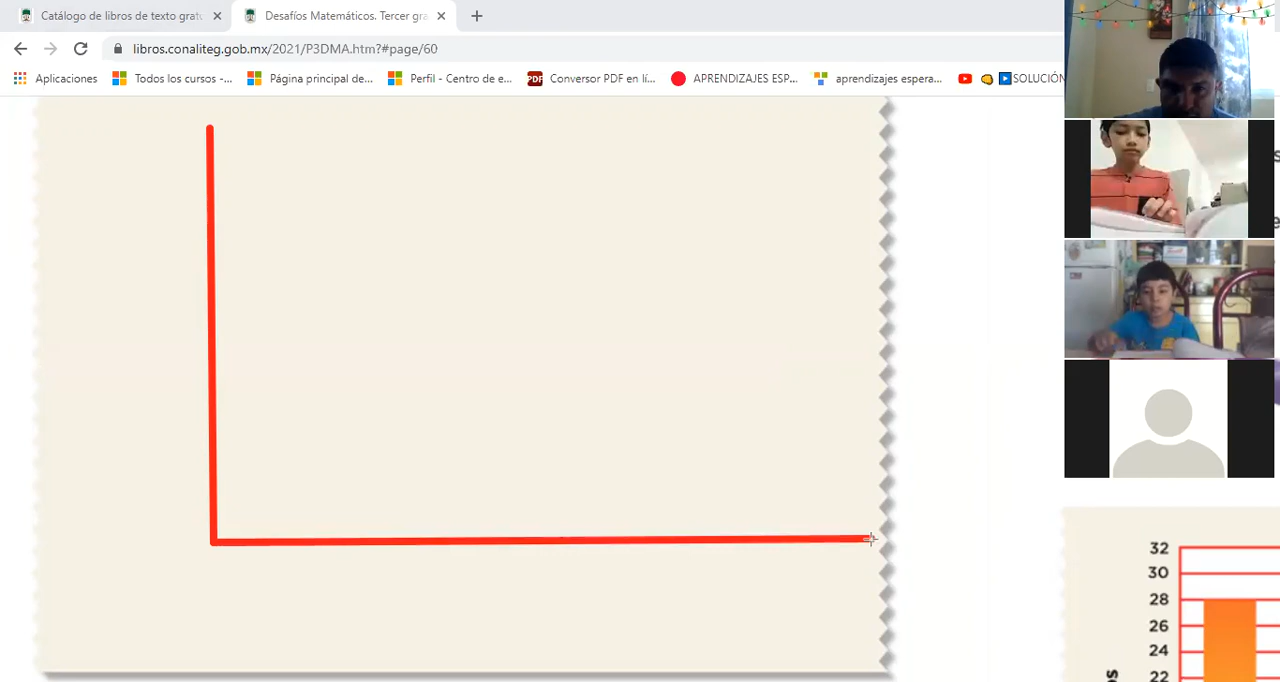 Catálogo de libros de texto gratu
Desafíos Matemáticos. Tercer gra
libros.conaliteg.gob.mx/2021/P3DMA.htm?#page/60
Aplicaciones
Todos los cursos -...
Página principal de...
Perfil - Centro de e...
PDF
Conversor PDF en lí...
APRENDIZAJES ESP...
aprendizajes espera...
SOLUCIÓN
32
30
28
26
24
22
os